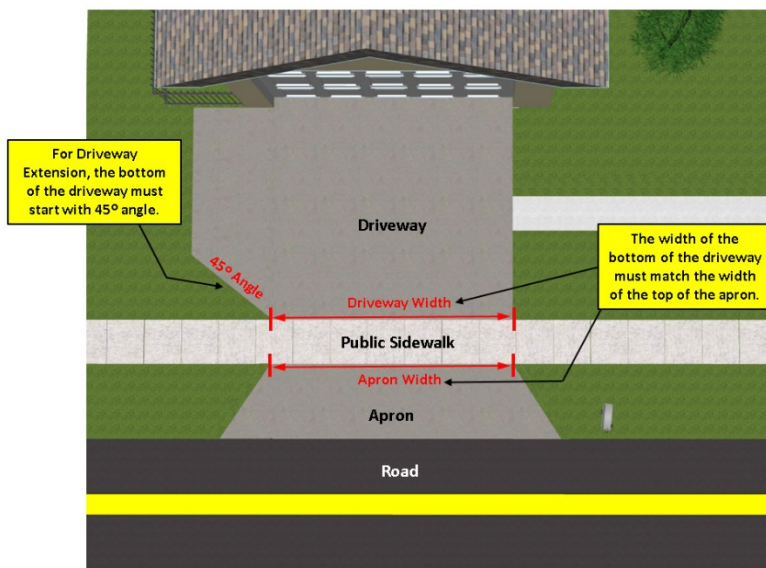 For Driveway
Extension, the bottom
of the driveway must
start with 45º angle.
Driveway
The width of the
bottom of the driveway
must match the width
of the top of the apron.
45º Angle
Driveway Width
Public Sidewalk
Apron Width
Apron
Road